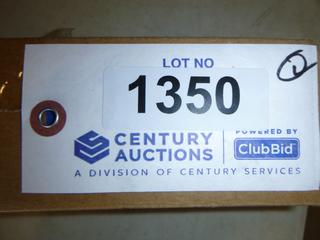 LOT NO
1350
CENTURY
AUCTIONS
POWERED BY
ClubBid
A DIVISION OF CENTURY SERVICES